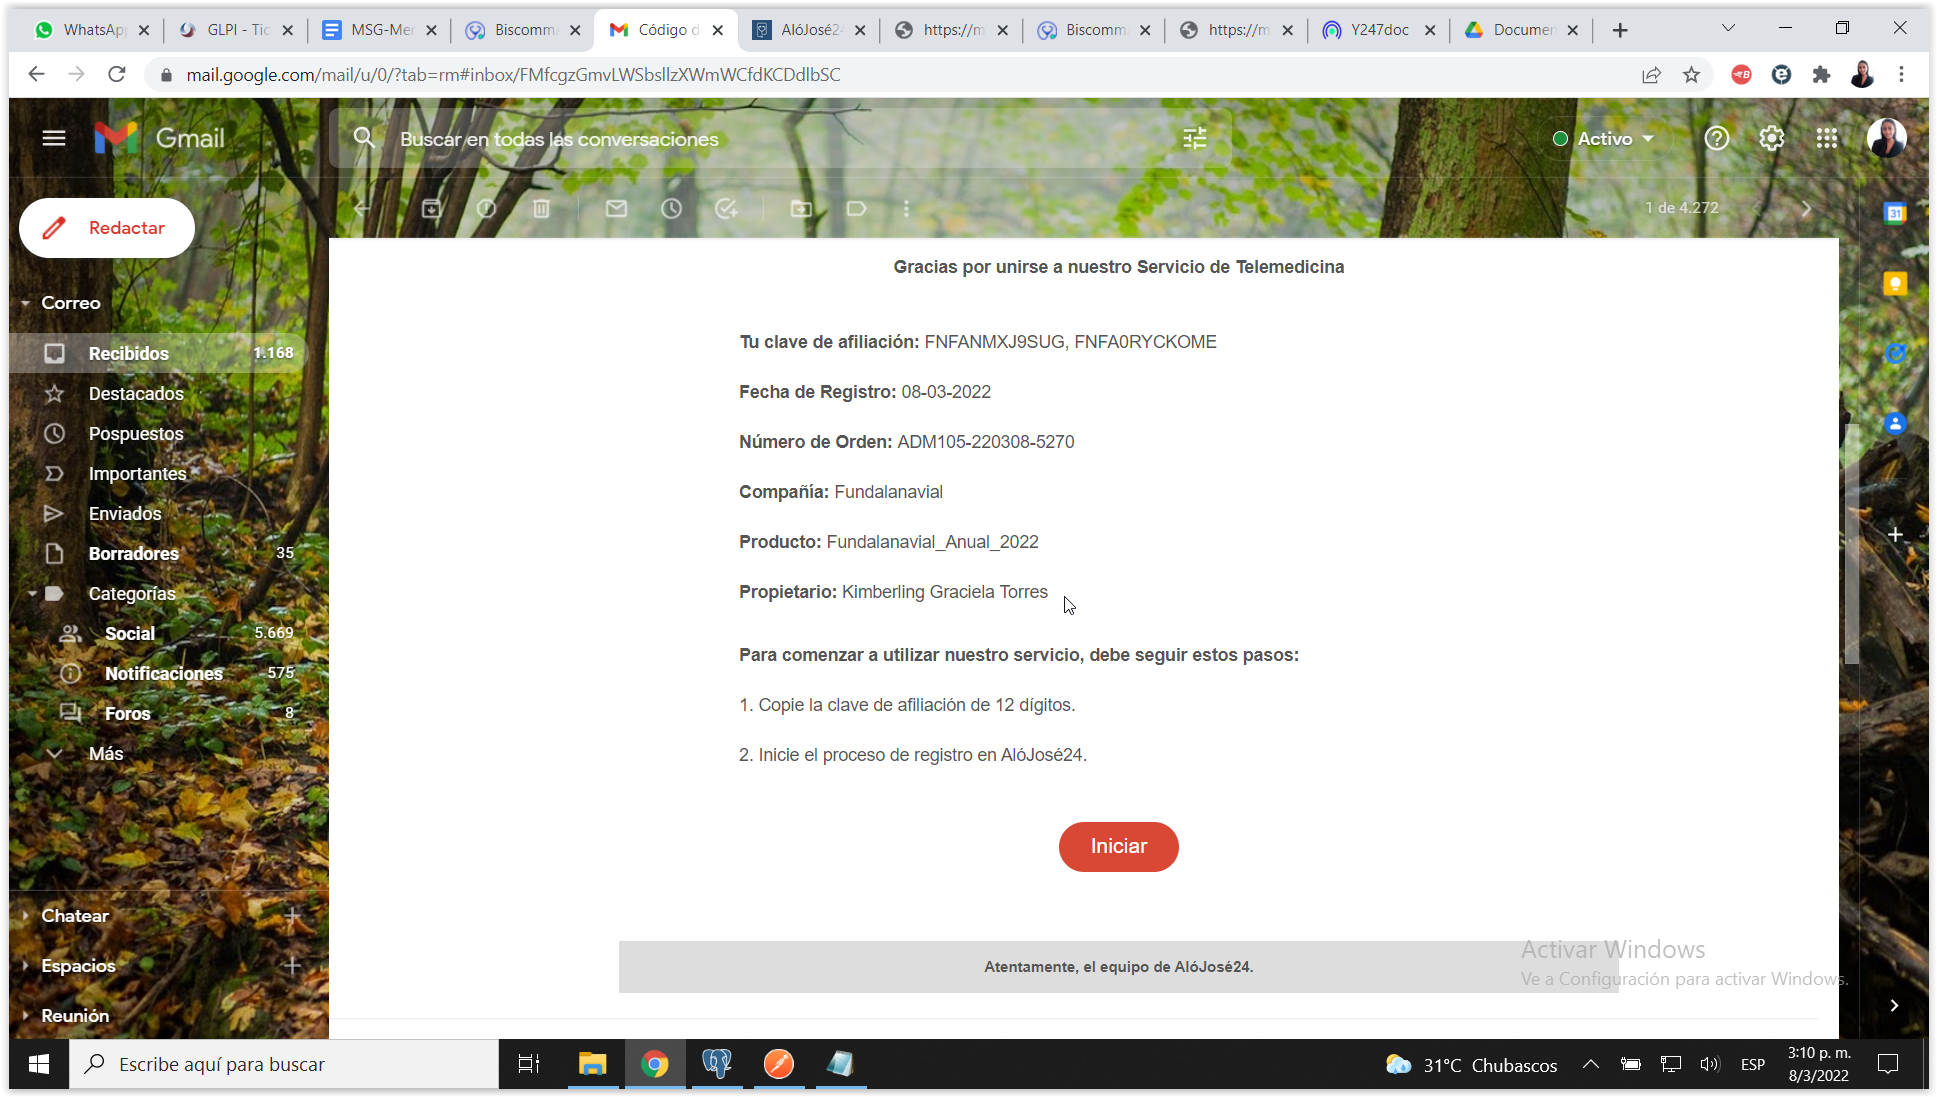 WhatsApp
GLPI - Tic
MSG-Mer
Biscomm
Código d
AlóJosé24
https://m
Biscomm
https://m
Y247doc
Documen
mail.google.com/mail/u/0/?tab=rm#inbox/FMfcgzGmvLWSbsllzXWmWCfdKCDdlbSC
Gmail
Buscar en todas las conversaciones
Activo
Redactar
1 de 4.272
31
Correo
Recibidos 1.168
Destacados
Pospuestos
Importantes
Enviados
Borradores 35
Categorías
Social 5.669
Notificaciones 575
Foros 8
Más
Chatear
Espacios
Reunión
Gracias por unirse a nuestro Servicio de Telemedicina
Tu clave de afiliación: FNFANMXJ9SUG, FNFA0RYCKOME
Fecha de Registro: 08-03-2022
Número de Orden: ADM105-220308-5270
Compañía: Fundalanavial
Producto: Fundalanavial_Anual_2022
Propietario: Kimberling Graciela Torres
Para comenzar a utilizar nuestro servicio, debe seguir estos pasos:
1. Copie la clave de afiliación de 12 dígitos.
2. Inicie el proceso de registro en AlóJosé24.
Iniciar
Atentamente, el equipo de AlóJosé24.
Activar Windows
Ve a Configuración para activar Windows.
Escribe aquí para buscar
31°C Chubascos
ESP
3:10 p. m.
8/3/2022